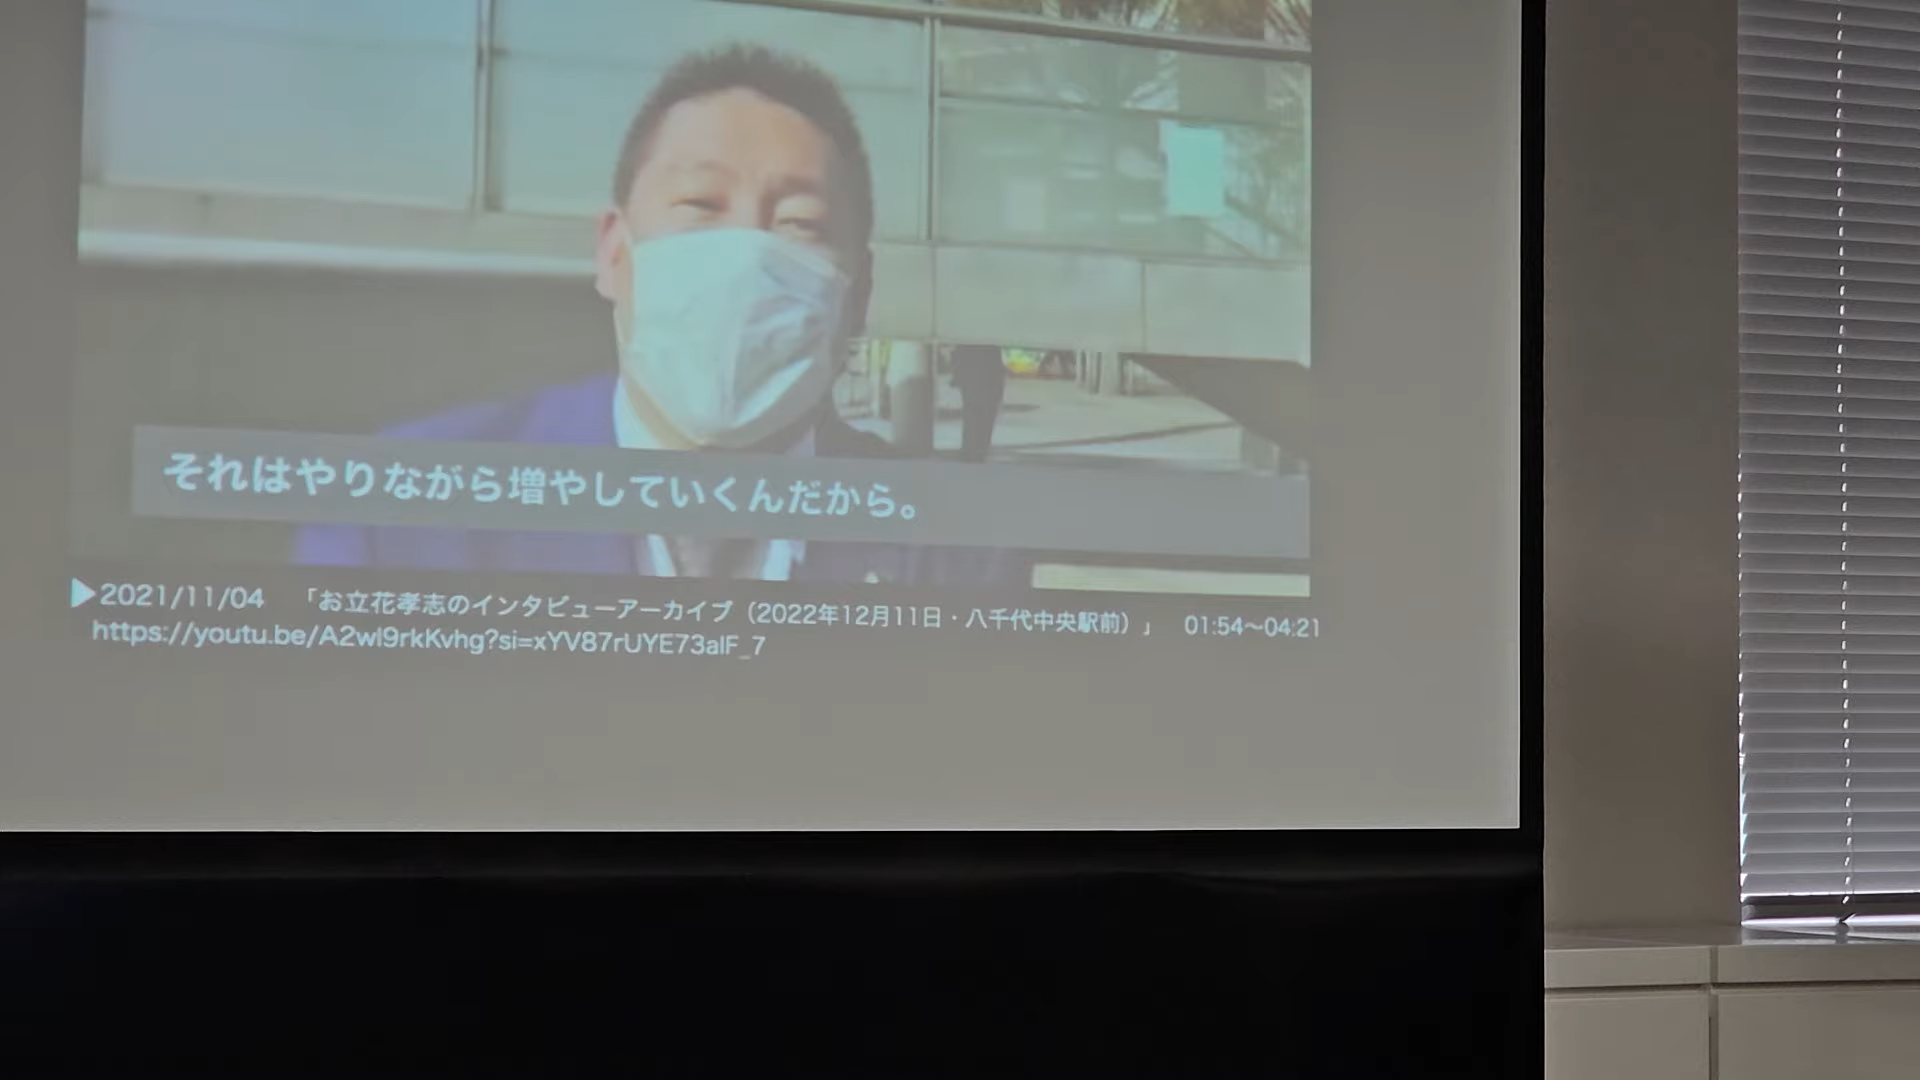 それはやりながら増やしていくんだから。
▶2021/11/04 「お立花孝志のインタビューアーカイブ（2022年12月11日・八千代中央駅前）」 01:54〜04:21
https://youtu.be/A2wl9rkKvhg?si=xYV87rUYE73alF_7